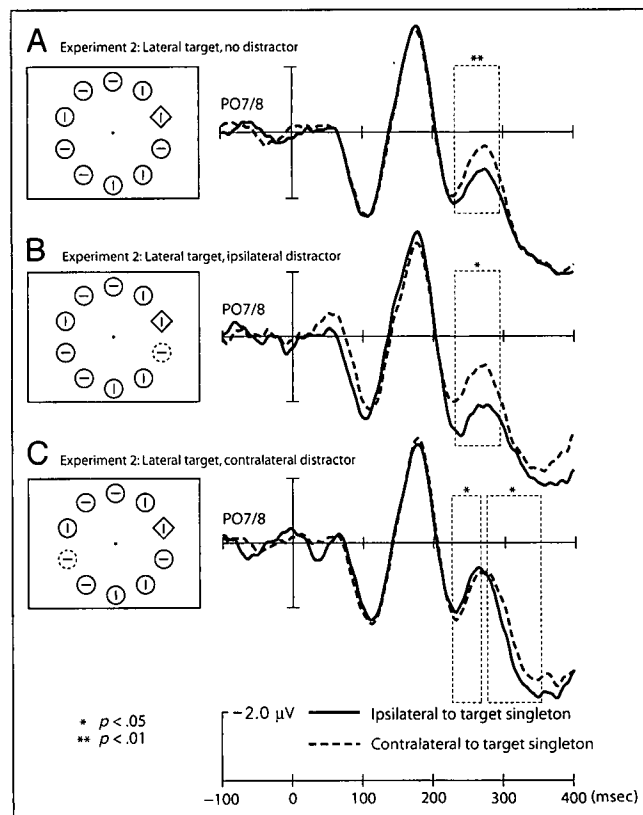 A Experiment 2: Lateral target, no distractor
PO7/8
**
B Experiment 2: Lateral target, ipsilateral distractor
PO7/8
*
C Experiment 2: Lateral target, contralateral distractor
PO7/8
* *
* p < .05
** p < .01
−2.0 μV
Ipsilateral to target singleton
Contralateral to target singleton
−100 0 100 200 300 400 (msec)